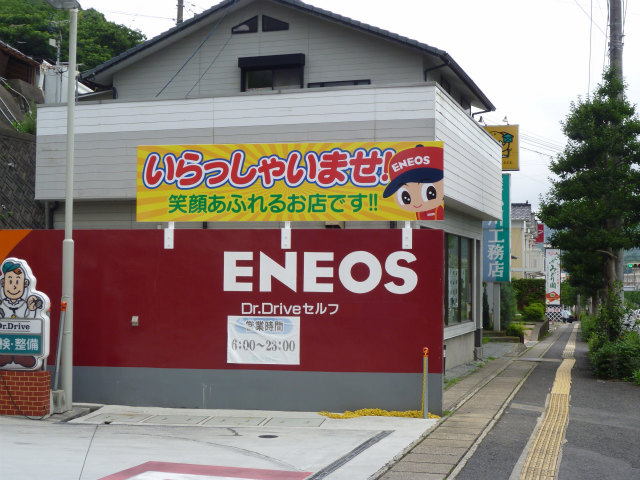 いらっしゃいませ!
ENEOS
笑顔あふれるお店です!!
ENEOS
Dr.Driveセルフ
営業時間
6:00～23:00
Dr.Drive
検・整備
工務店